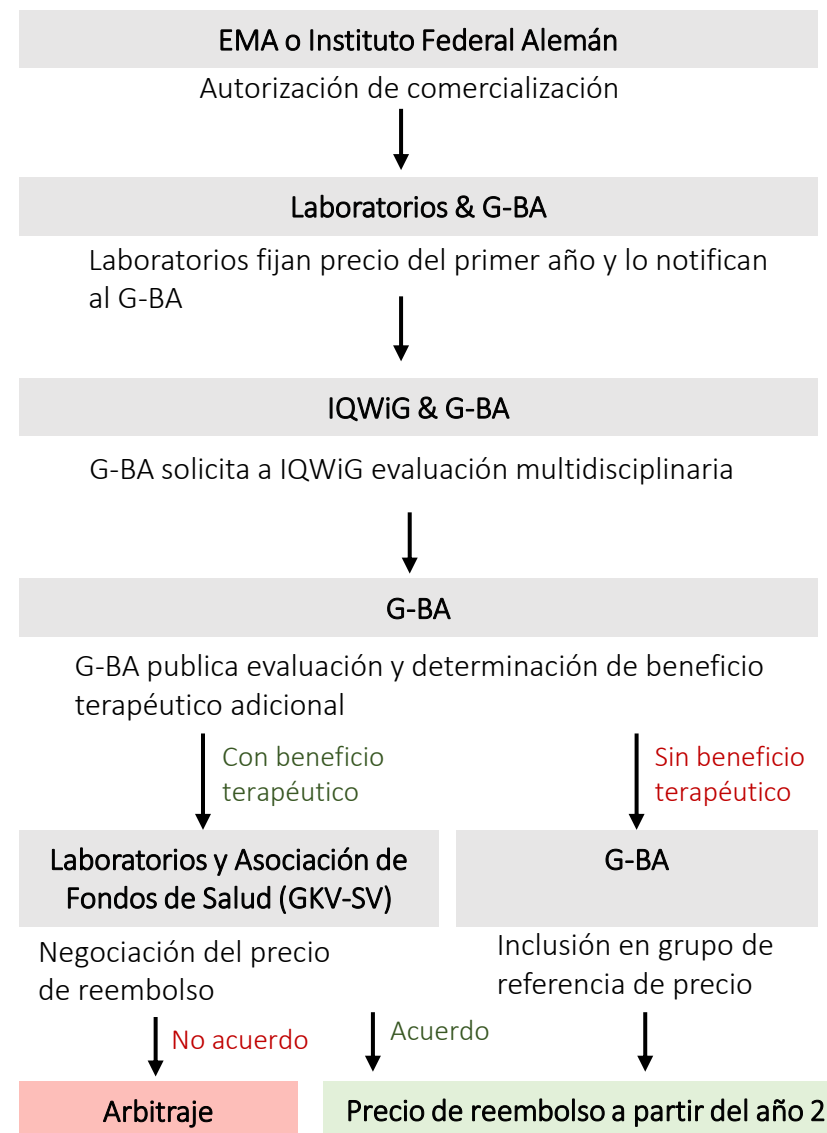 EMA o Instituto Federal Alemán
Autorización de comercialización
Laboratorios & G-BA
Laboratorios fijan precio del primer año y lo notifican
al G-BA
IQWiG & G-BA
G-BA solicita a IQWiG evaluación multidisciplinaria
G-BA
G-BA publica evaluación y determinación de beneficio
terapéutico adicional
Con beneficio
terapéutico
Sin beneficio
terapéutico
Laboratorios y Asociación de
Fondos de Salud (GKV-SV)
G-BA
Negociación del precio
de reembolso
Inclusión en grupo de
referencia de precio
No acuerdo
Acuerdo
Arbitraje
Precio de reembolso a partir del año 2